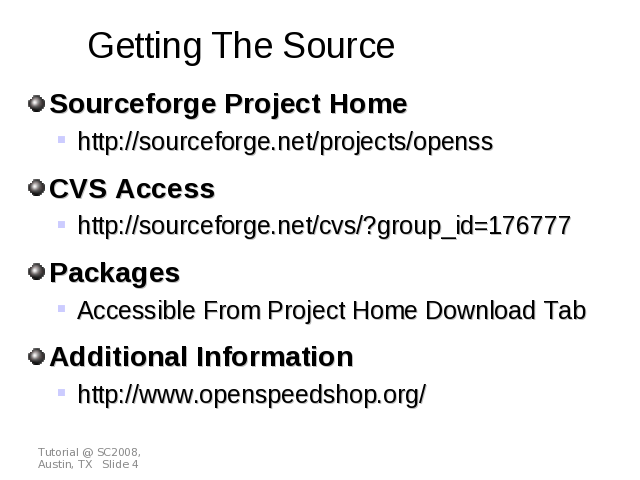 Getting The Source
Sourceforge Project Home
http://sourceforge.net/projects/openss
CVS Access
http://sourceforge.net/cvs/?group_id=176777
Packages
Accessible From Project Home Download Tab
Additional Information
http://www.openspeedshop.org/
Tutorial @ SC2008,
Austin, TX Slide 4